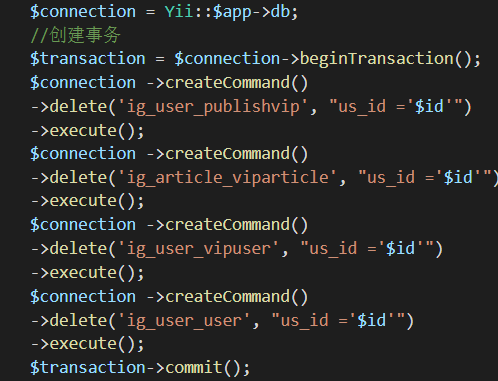 $connection = Yii::$app->db;
//创建事务
$transaction = $connection->beginTransaction();
$connection ->createCommand()
->delete('ig_user_publishvip', "us_id ='$id'")
->execute();
$connection ->createCommand()
->delete('ig_article_viparticle', "us_id ='$id'")
->execute();
$connection ->createCommand()
->delete('ig_user_vipuser', "us_id ='$id'")
->execute();
$connection ->createCommand()
->delete('ig_user_user', "us_id ='$id'")
->execute();
$transaction->commit();